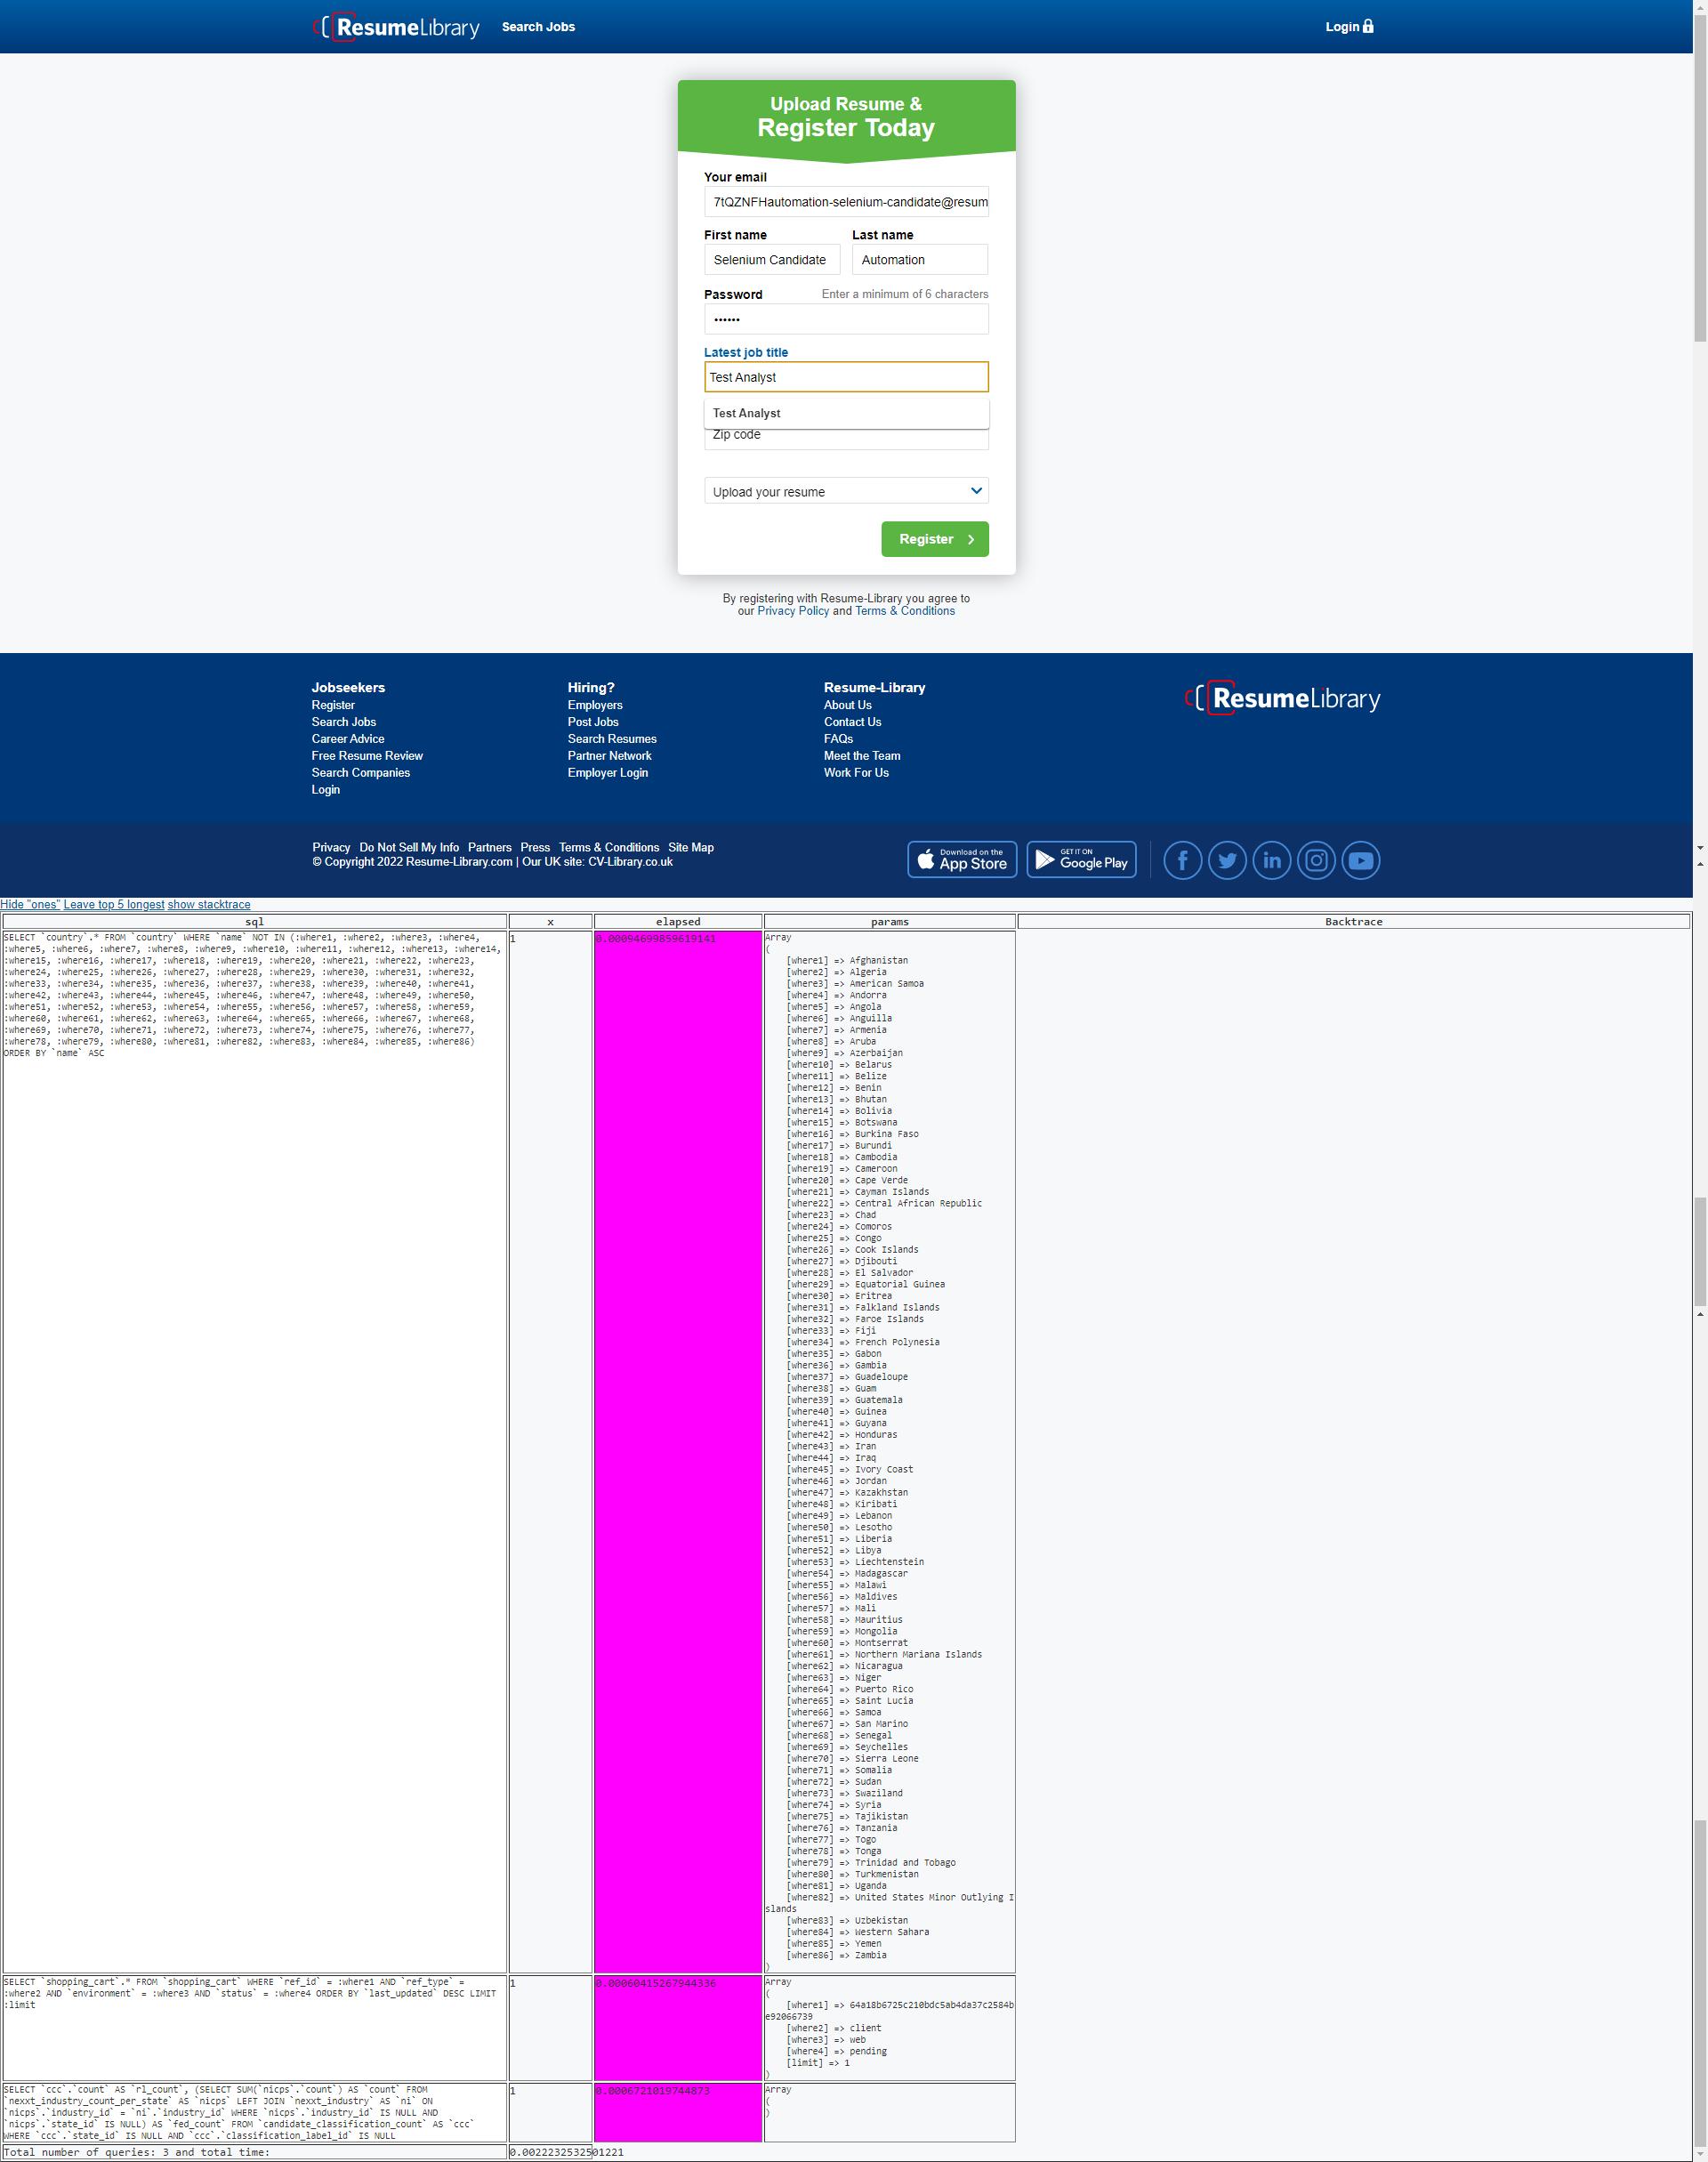 ResumeLibrary Search Jobs Login
Upload Resume &
Register Today
Your email
7tQZNFHautomation-selenium-candidate@resum
First name Last name
Selenium Candidate Automation
Password Enter a minimum of 6 characters
••••••
Latest job title
Test Analyst
Test Analyst
Zip code
Upload your resume
Register
By registering with Resume-Library you agree to
our Privacy Policy and Terms & Conditions
Jobseekers
Register
Search Jobs
Career Advice
Free Resume Review
Search Companies
Login
Hiring?
Employers
Post Jobs
Search Resumes
Partner Network
Employer Login
Resume-Library
About Us
Contact Us
FAQs
Meet the Team
Work For Us
ResumeLibrary
Privacy Do Not Sell My Info Partners Press Terms & Conditions Site Map
© Copyright 2022 Resume-Library.com | Our UK site: CV-Library.co.uk
Download on the
App Store
GET IT ON
Google Play
Hide "ones" Leave top 5 longest show stacktrace
sql x elapsed params Backtrace
SELECT `country`.* FROM `country` WHERE `name` NOT IN (:where1, :where2, :where3, :where4,
:where5, :where6, :where7, :where8, :where9, :where10, :where11, :where12, :where13, :where14,
:where15, :where16, :where17, :where18, :where19, :where20, :where21, :where22, :where23,
:where24, :where25, :where26, :where27, :where28, :where29, :where30, :where31, :where32,
:where33, :where34, :where35, :where36, :where37, :where38, :where39, :where40, :where41,
:where42, :where43, :where44, :where45, :where46, :where47, :where48, :where49, :where50,
:where51, :where52, :where53, :where54, :where55, :where56, :where57, :where58, :where59,
:where60, :where61, :where62, :where63, :where64, :where65, :where66, :where67, :where68,
:where69, :where70, :where71, :where72, :where73, :where74, :where75, :where76, :where77,
:where78, :where79, :where80, :where81, :where82, :where83, :where84, :where85, :where86)
ORDER BY `name` ASC
1
0.00094699859619141
Array
(
[where1] => Afghanistan
[where2] => Algeria
[where3] => American Samoa
[where4] => Andorra
[where5] => Angola
[where6] => Anguilla
[where7] => Armenia
[where8] => Aruba
[where9] => Azerbaijan
[where10] => Belarus
[where11] => Belize
[where12] => Benin
[where13] => Bhutan
[where14] => Bolivia
[where15] => Botswana
[where16] => Burkina Faso
[where17] => Burundi
[where18] => Cambodia
[where19] => Cameroon
[where20] => Cape Verde
[where21] => Cayman Islands
[where22] => Central African Republic
[where23] => Chad
[where24] => Comoros
[where25] => Congo
[where26] => Cook Islands
[where27] => Djibouti
[where28] => El Salvador
[where29] => Equatorial Guinea
[where30] => Eritrea
[where31] => Falkland Islands
[where32] => Faroe Islands
[where33] => Fiji
[where34] => French Polynesia
[where35] => Gabon
[where36] => Gambia
[where37] => Guadeloupe
[where38] => Guam
[where39] => Guatemala
[where40] => Guinea
[where41] => Guyana
[where42] => Honduras
[where43] => Iran
[where44] => Iraq
[where45] => Ivory Coast
[where46] => Jordan
[where47] => Kazakhstan
[where48] => Kiribati
[where49] => Lebanon
[where50] => Lesotho
[where51] => Liberia
[where52] => Libya
[where53] => Liechtenstein
[where54] => Madagascar
[where55] => Malawi
[where56] => Maldives
[where57] => Mali
[where58] => Mauritius
[where59] => Mongolia
[where60] => Montserrat
[where61] => Northern Mariana Islands
[where62] => Nicaragua
[where63] => Niger
[where64] => Puerto Rico
[where65] => Saint Lucia
[where66] => Samoa
[where67] => San Marino
[where68] => Senegal
[where69] => Seychelles
[where70] => Sierra Leone
[where71] => Somalia
[where72] => Sudan
[where73] => Swaziland
[where74] => Syria
[where75] => Tajikistan
[where76] => Tanzania
[where77] => Togo
[where78] => Tonga
[where79] => Trinidad and Tobago
[where80] => Turkmenistan
[where81] => Uganda
[where82] => United States Minor Outlying I
slands
[where83] => Uzbekistan
[where84] => Western Sahara
[where85] => Yemen
[where86] => Zambia
)
SELECT `shopping_cart`.* FROM `shopping_cart` WHERE `ref_id` = :where1 AND `ref_type` =
:where2 AND `environment` = :where3 AND `status` = :where4 ORDER BY `last_updated` DESC LIMIT
:limit
1
0.00060415267944336
Array
(
[where1] => 64a18b6725c210bdc5ab4da37c2584b
e92066739
[where2] => client
[where3] => web
[where4] => pending
[limit] => 1
)
SELECT `ccc`.`count` AS `rl_count`, (SELECT SUM(`nicps`.`count`) AS `count` FROM
`nexxt_industry_count_per_state` AS `nicps` LEFT JOIN `nexxt_industry` AS `ni` ON
`nicps`.`industry_id` = `ni`.`industry_id` WHERE `nicps`.`industry_id` IS NULL AND
`nicps`.`state_id` IS NULL) AS `fed_count` FROM `candidate_classification_count` AS `ccc`
WHERE `ccc`.`state_id` IS NULL AND `ccc`.`classification_label_id` IS NULL
1
0.0006721019744873
Array
(
)
Total number of queries: 3 and total time: 0.0022232532501221